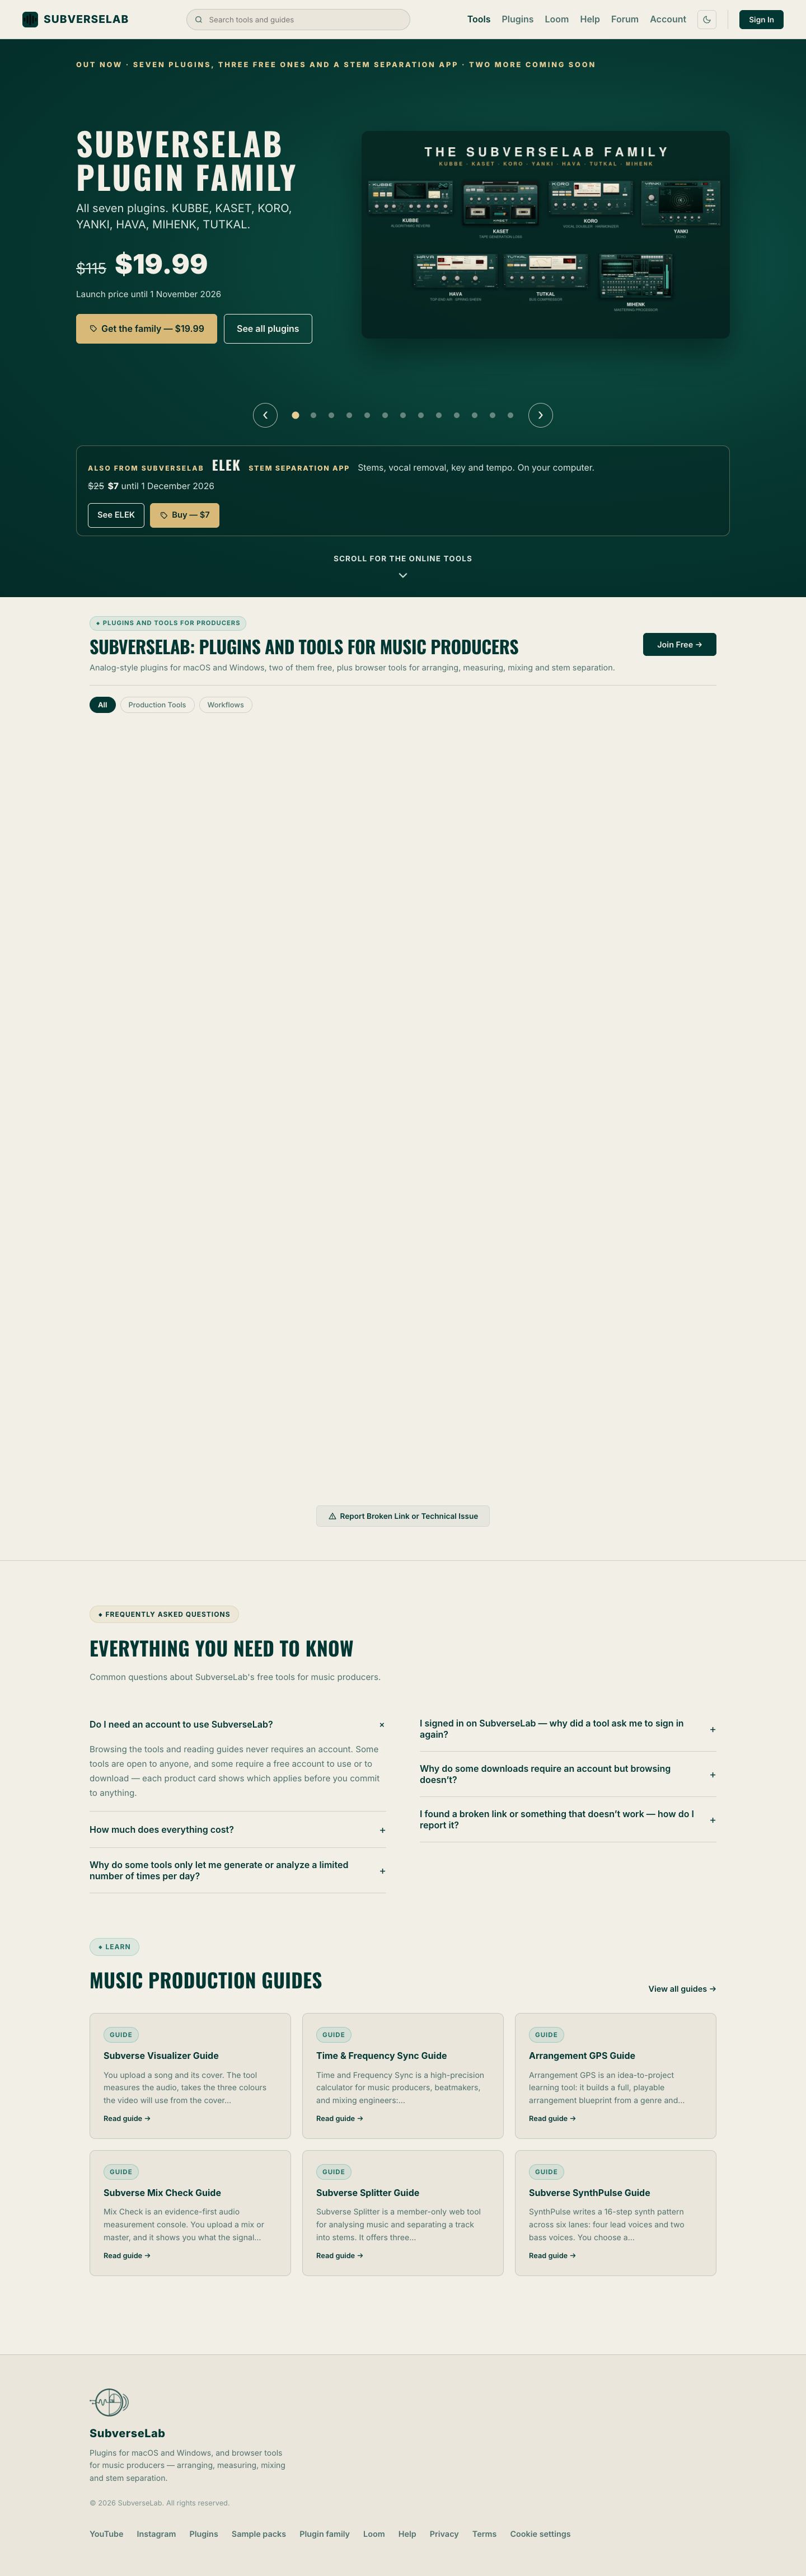 SUBVERSELAB
Search tools and guides
Tools
Plugins
Loom
Help
Forum
Account
Sign In
OUT NOW · SEVEN PLUGINS, THREE FREE ONES AND A STEM SEPARATION APP · TWO MORE COMING SOON
SUBVERSELAB
PLUGIN FAMILY
All seven plugins. KUBBE, KASET, KORO,
YANKI, HAVA, MIHENK, TUTKAL.
$115 $19.99
Launch price until 1 November 2026
Get the family — $19.99
See all plugins
THE SUBVERSELAB FAMILY
KUBBE · KASET · KORO · YANKI · HAVA · TUTKAL · MIHENK
KUBBE
KASET
KORO
YANKI
HAVA
TUTKAL
MIHENK
ALSO FROM SUBVERSELAB ELEK STEM SEPARATION APP Stems, vocal removal, key and tempo. On your computer.
$25 $7 until 1 December 2026
See ELEK
Buy — $7
SCROLL FOR THE ONLINE TOOLS
PLUGINS AND TOOLS FOR PRODUCERS
SUBVERSELAB: PLUGINS AND TOOLS FOR MUSIC PRODUCERS
Analog-style plugins for macOS and Windows, two of them free, plus browser tools for arranging, measuring, mixing and stem separation.
Join Free →
All
Production Tools
Workflows
Report Broken Link or Technical Issue
FREQUENTLY ASKED QUESTIONS
EVERYTHING YOU NEED TO KNOW
Common questions about SubverseLab's free tools for music producers.
Do I need an account to use SubverseLab? ×
Browsing the tools and reading guides never requires an account. Some
tools are open to anyone, and some require a free account to use or to
download — each product card shows which applies before you commit
to anything.
How much does everything cost? +
Why do some tools only let me generate or analyze a limited
number of times per day? +
I signed in on SubverseLab — why did a tool ask me to sign in
again? +
Why do some downloads require an account but browsing
doesn't? +
I found a broken link or something that doesn't work — how do I
report it? +
LEARN
MUSIC PRODUCTION GUIDES
View all guides →
GUIDE
Subverse Visualizer Guide
You upload a song and its cover. The tool
measures the audio, takes the three colours
the video will use from the cover...
Read guide →
GUIDE
Time & Frequency Sync Guide
Time and Frequency Sync is a high-precision
calculator for music producers, beatmakers,
and mixing engineers:...
Read guide →
GUIDE
Arrangement GPS Guide
Arrangement GPS is an idea-to-project
learning tool: it builds a full, playable
arrangement blueprint from a genre and...
Read guide →
GUIDE
Subverse Mix Check Guide
Mix Check is an evidence-first audio
measurement console. You upload a mix or
master, and it shows you what the signal...
Read guide →
GUIDE
Subverse Splitter Guide
Subverse Splitter is a member-only web tool
for analysing music and separating a track
into stems. It offers three...
Read guide →
GUIDE
Subverse SynthPulse Guide
SynthPulse writes a 16-step synth pattern
across six lanes: four lead voices and two
bass voices. You choose a...
Read guide →
SubverseLab
Plugins for macOS and Windows, and browser tools
for music producers — arranging, measuring, mixing
and stem separation.
© 2026 SubverseLab. All rights reserved.
YouTube
Instagram
Plugins
Sample packs
Plugin family
Loom
Help
Privacy
Terms
Cookie settings